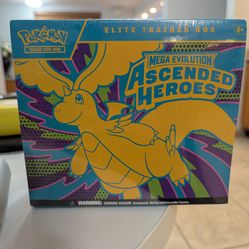 Pokémon
TRADING CARD GAME
ELITE TRAINER BOX
6+
MEGA EVOLUTION
ASCENDED
HEROES
WARNING: